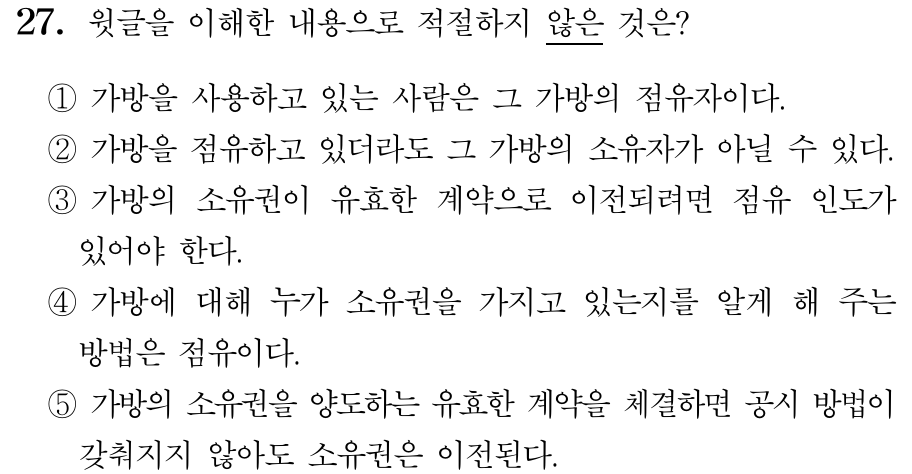 27. 윗글을 이해한 내용으로 적절하지 않은 것은?
① 가방을 사용하고 있는 사람은 그 가방의 점유자이다.
② 가방을 점유하고 있더라도 그 가방의 소유자가 아닐 수 있다.
③ 가방의 소유권이 유효한 계약으로 이전되려면 점유 인도가
있어야 한다.
④ 가방에 대해 누가 소유권을 가지고 있는지를 알게 해 주는
방법은 점유이다.
⑤ 가방의 소유권을 양도하는 유효한 계약을 체결하면 공시 방법이
갖춰지지 않아도 소유권은 이전된다.